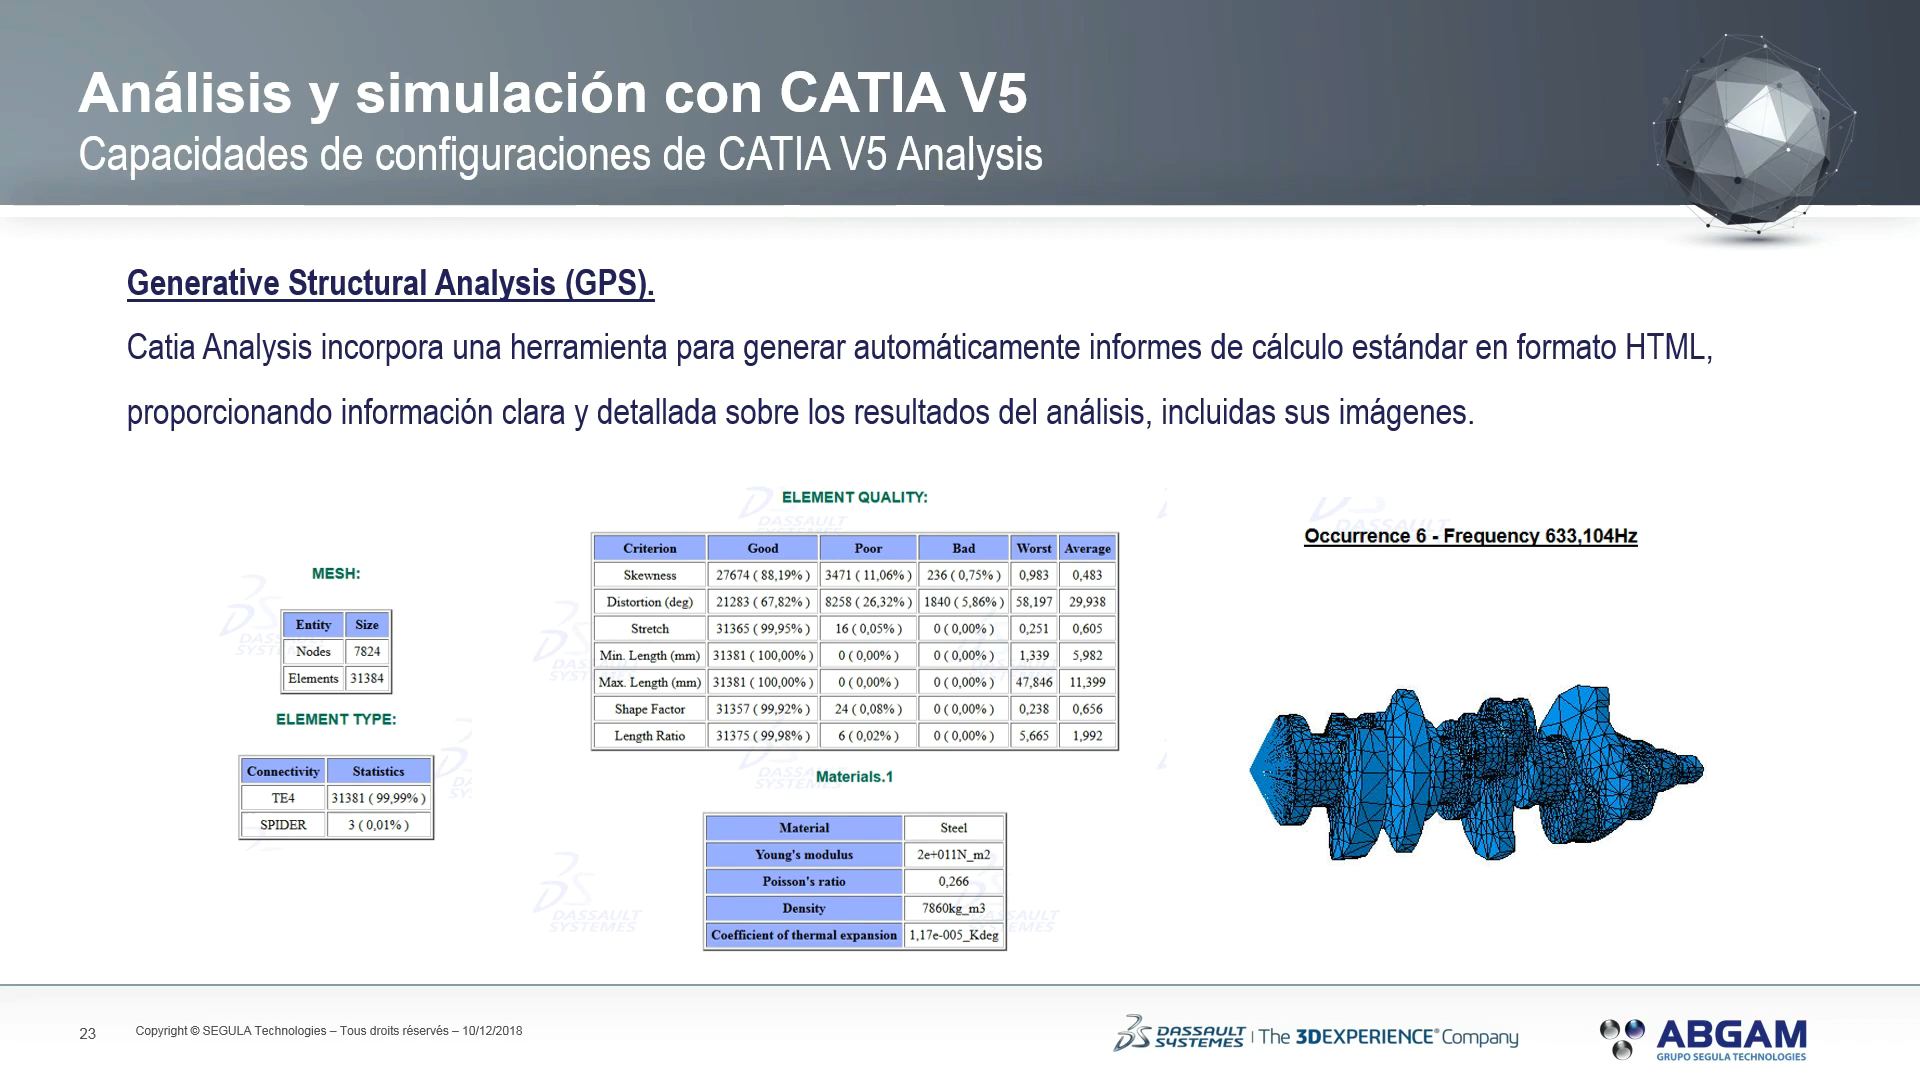 Análisis y simulación con CATIA V5
Capacidades de configuraciones de CATIA V5 Analysis
Generative Structural Analysis (GPS).
Catia Analysis incorpora una herramienta para generar automáticamente informes de cálculo estándar en formato HTML,
proporcionando información clara y detallada sobre los resultados del análisis, incluidas sus imágenes.
MESH:
Entity Size
Nodes 7824
Elements 31384
ELEMENT TYPE:
Connectivity Statistics
TE4 31381 ( 99,99% )
SPIDER 3 ( 0,01% )
ELEMENT QUALITY:
Criterion Good Poor Bad Worst Average
Skewness 27674 ( 88,19% ) 3471 ( 11,06% ) 236 ( 0,75% ) 0,983 0,483
Distortion (deg) 21283 ( 67,82% ) 8258 ( 26,32% ) 1840 ( 5,86% ) 58,197 29,938
Stretch 31365 ( 99,95% ) 16 ( 0,05% ) 0 ( 0,00% ) 0,251 0,605
Min. Length (mm) 31381 ( 100,00% ) 0 ( 0,00% ) 0 ( 0,00% ) 1,339 5,982
Max. Length (mm) 31381 ( 100,00% ) 0 ( 0,00% ) 0 ( 0,00% ) 47,846 11,399
Shape Factor 31357 ( 99,92% ) 24 ( 0,08% ) 0 ( 0,00% ) 0,238 0,656
Length Ratio 31375 ( 99,98% ) 6 ( 0,02% ) 0 ( 0,00% ) 5,665 1,992
Materials.1
Material Steel
Young's modulus 2e+011N_m2
Poisson's ratio 0,266
Density 7860kg_m3
Coefficient of thermal expansion 1,17e-005_Kdeg
Occurrence 6 - Frequency 633,104Hz
DASSAULT
SYSTEMES
23
Copyright © SEGULA Technologies – Tous droits réservés – 10/12/2018
DASSAULT SYSTEMES | The 3DEXPERIENCE® Company
ABGAM
GRUPO SEGULA TECHNOLOGIES